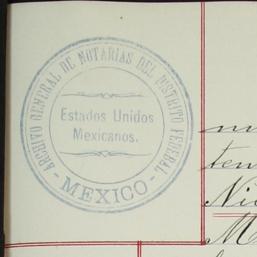 ARCHIVO GENERAL DE NOTARIAS DEL DISTRITO FEDERAL
Estados Unidos
Mexicanos.
- MEXICO -